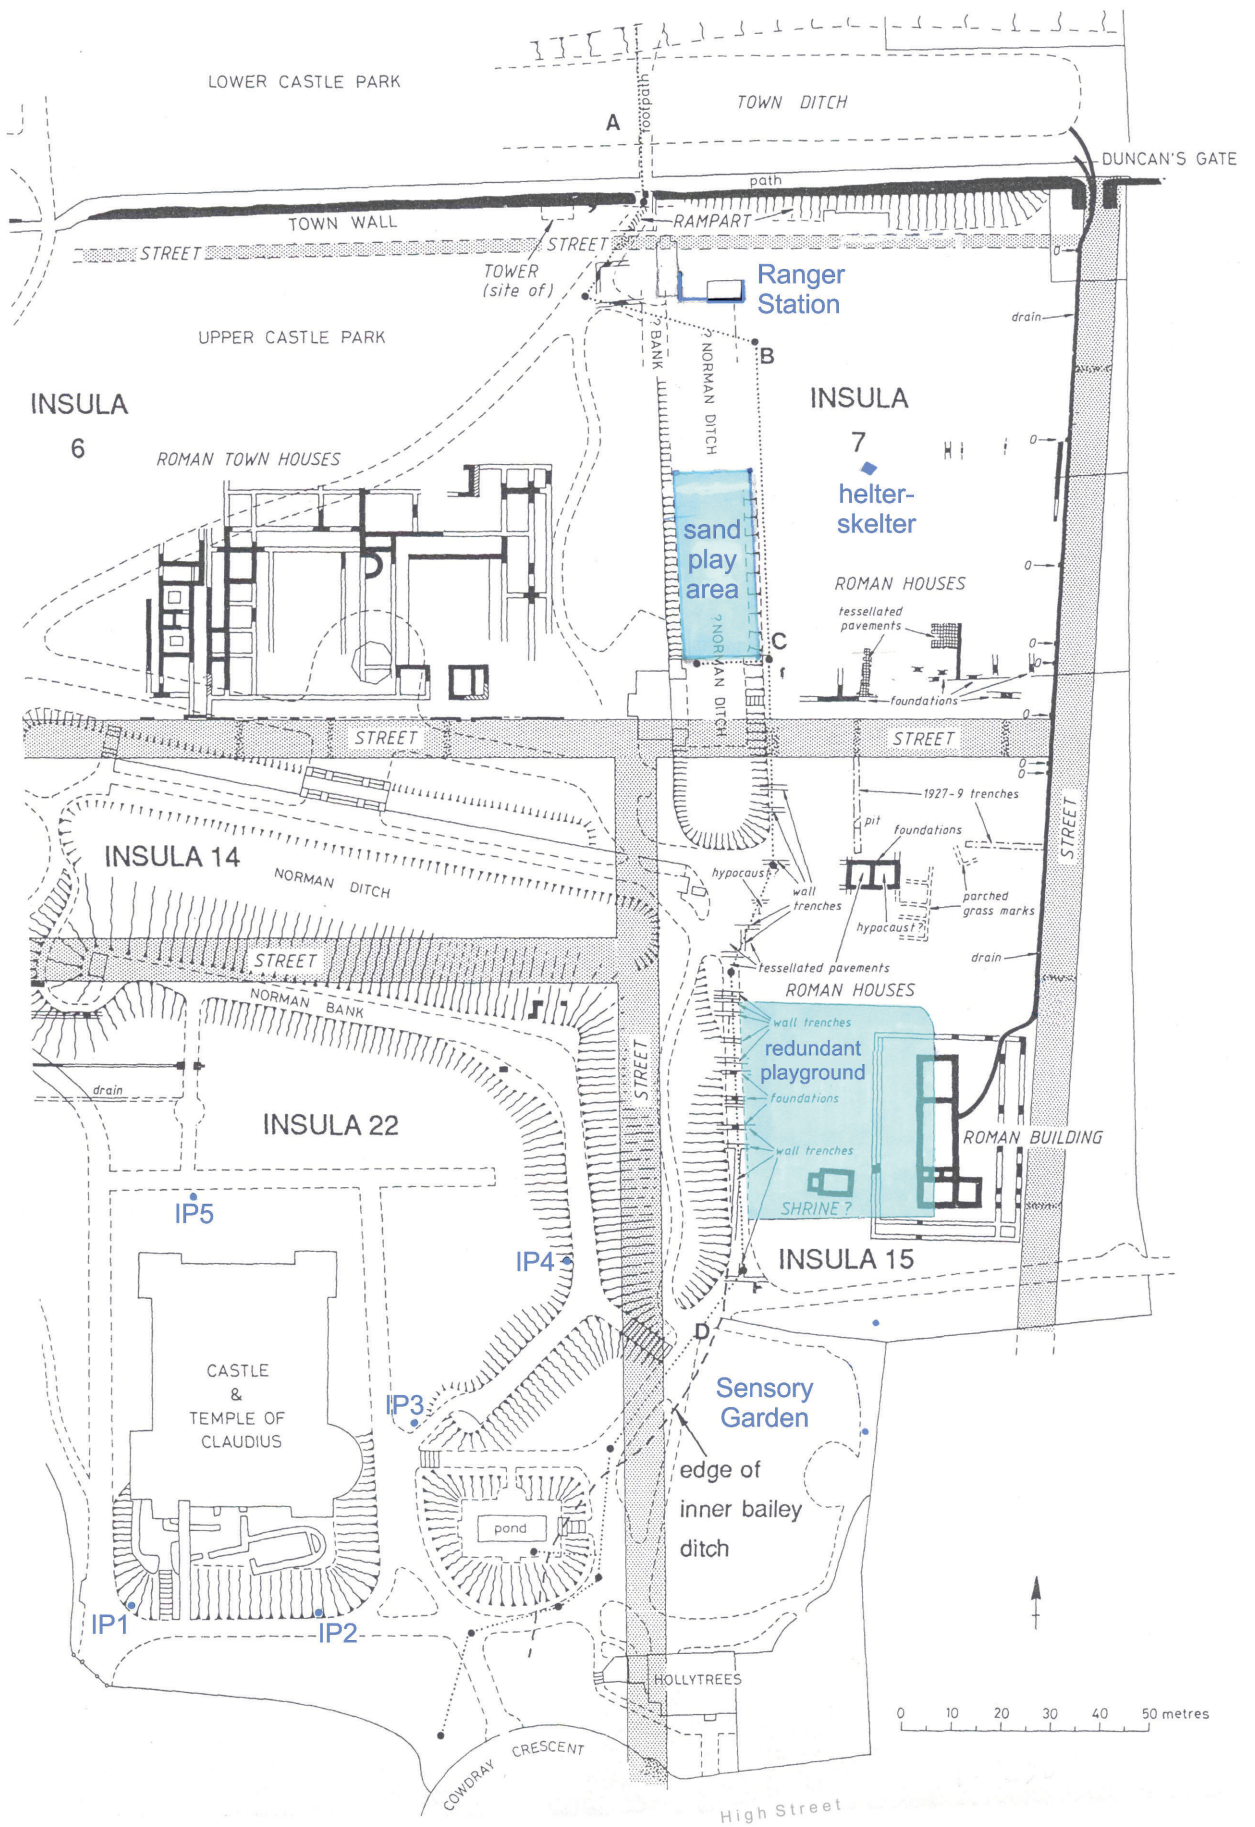 LOWER CASTLE PARK
TOWN DITCH
footpath
A
DUNCAN'S GATE
path
TOWN WALL
RAMPART
STREET
STREET
TOWER
(site of)
Ranger
Station
drain
UPPER CASTLE PARK
? BANK
? NORMAN DITCH
B
INSULA
6
INSULA
7
ROMAN TOWN HOUSES
helter-
skelter
sand
play
area
ROMAN HOUSES
tessellated
pavements
? NORMAN DITCH
C
foundations
STREET
STREET
1927-9 trenches
pit
foundations
STREET
INSULA 14
NORMAN DITCH
hypocaust
wall
trenches
parched
grass marks
hypocaust?
STREET
tessellated pavements
drain
ROMAN HOUSES
NORMAN BANK
wall trenches
redundant
playground
STREET
drain
foundations
INSULA 22
ROMAN BUILDING
wall trenches
IP5
SHRINE ?
IP4
INSULA 15
D
CASTLE
&
TEMPLE OF
CLAUDIUS
IP3
Sensory
Garden
edge of
inner bailey
ditch
pond
IP1
IP2
HOLLYTREES
0 10 20 30 40 50 metres
COWDRAY CRESCENT
High Street